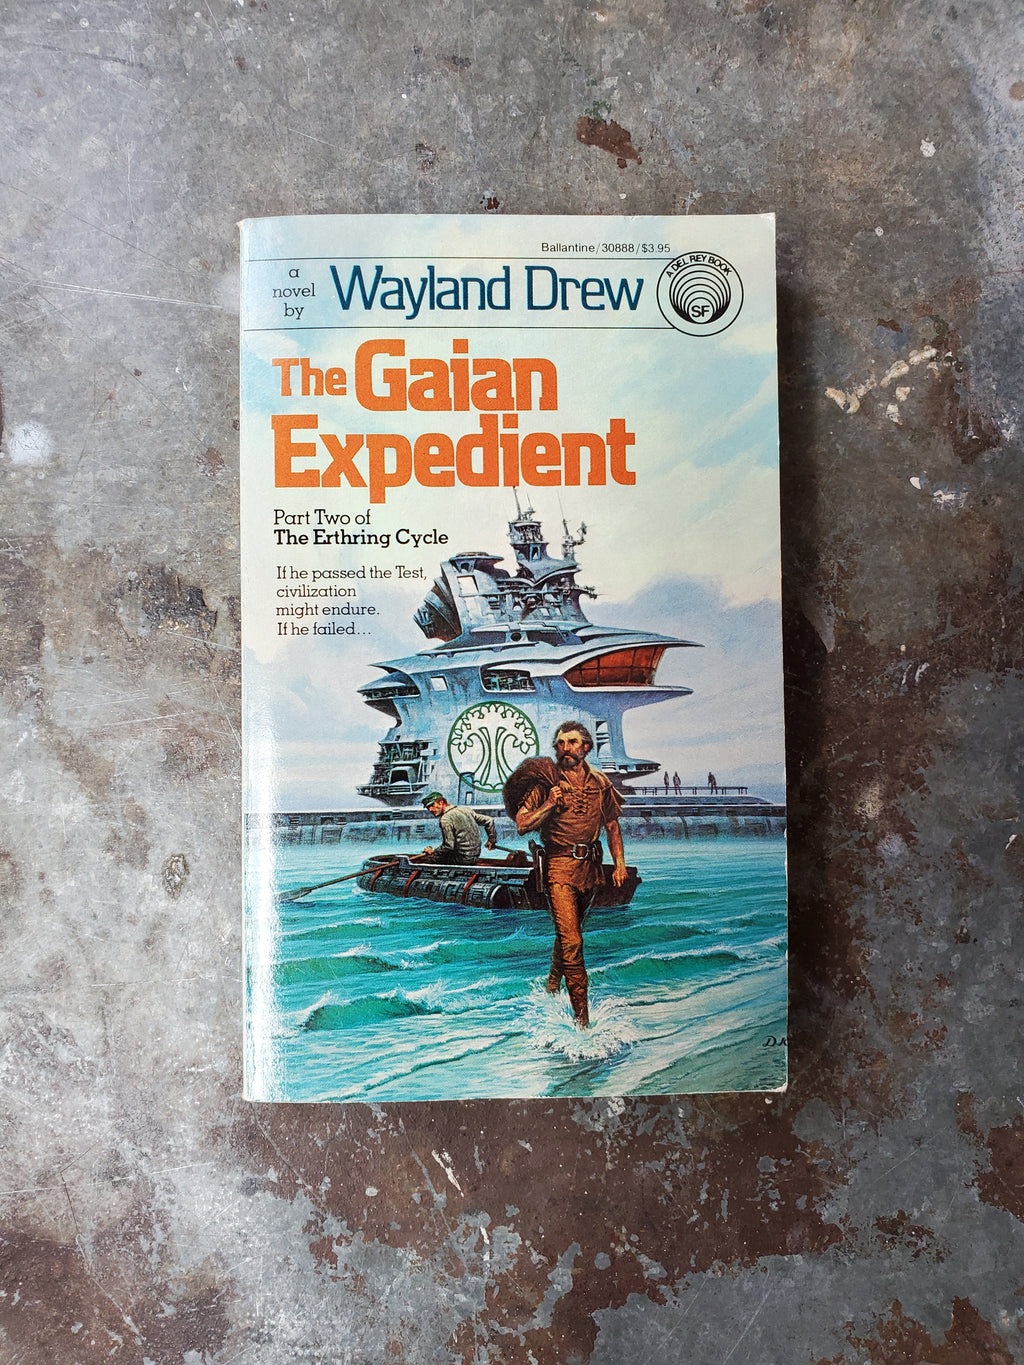 Ballantine/30888/$3.95
a
novel
by
Wayland Drew
A DEL REY BOOK
SF
The Gaian
Expedient
Part Two of
The Erthring Cycle
If he passed the Test,
civilization
might endure.
If he failed...